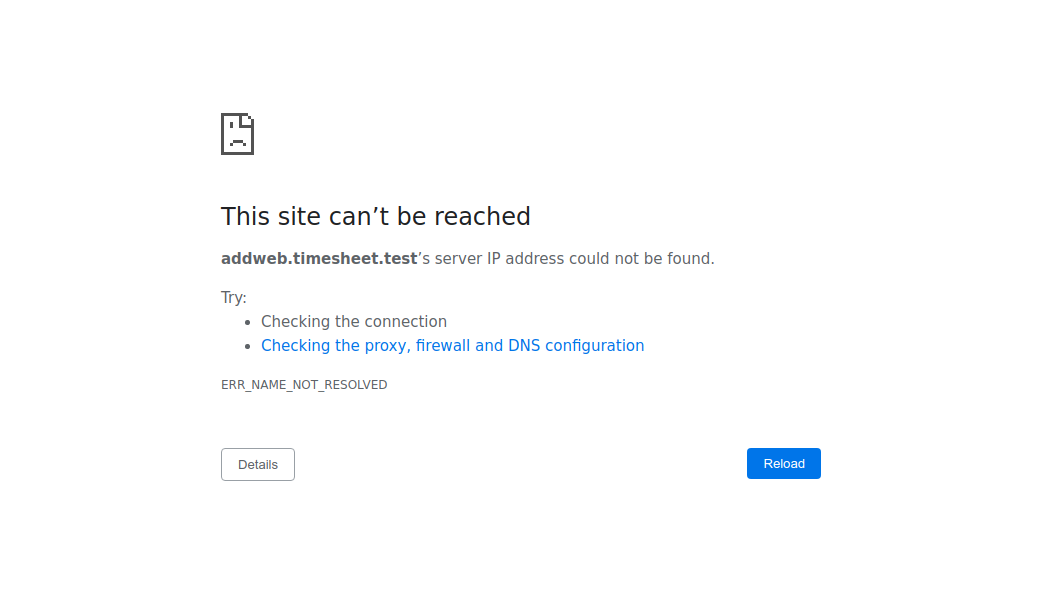 This site can’t be reached
addweb.timesheet.test’s server IP address could not be found.
Try:
Checking the connection
Checking the proxy, firewall and DNS configuration
ERR_NAME_NOT_RESOLVED
Details
Reload